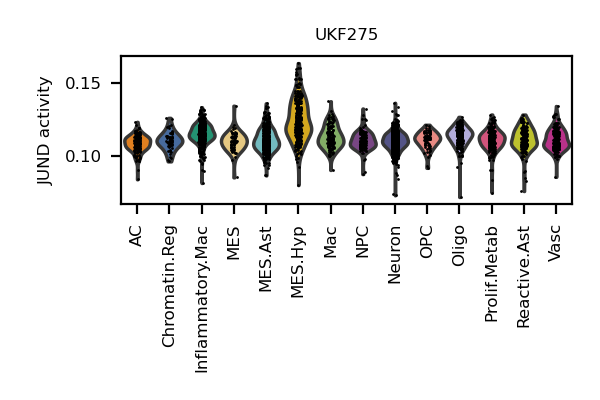 UKF275
JUND activity
0.15
0.10
AC
Chromatin.Reg
Inflammatory.Mac
MES
MES.Ast
MES.Hyp
Mac
NPC
Neuron
OPC
Oligo
Prolif.Metab
Reactive.Ast
Vasc